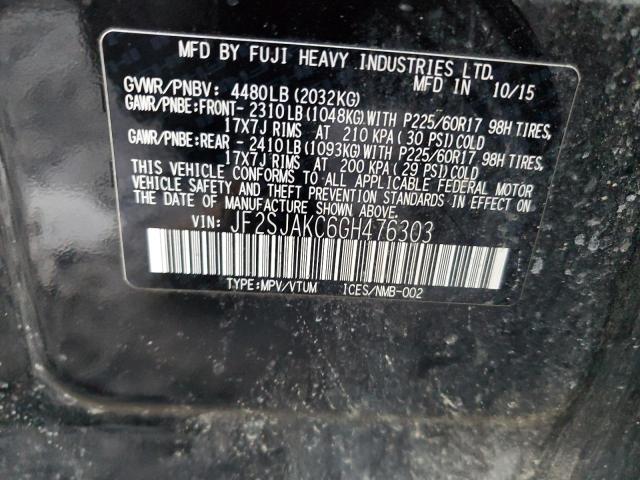 MFD BY FUJI HEAVY INDUSTRIES LTD.
MFD IN 10/15
GVWR/PNBV: 4480LB(2032KG)
GAWR/PNBE:FRONT- 2310LB(1048KG)WITH P225/60R17 98H TIRES,
17X7J RIMS AT 210 KPA(30 PSI)COLD
GAWR/PNBE:REAR - 2410LB(1093KG)WITH P225/60R17 98H TIRES,
17X7J RIMS AT 200 KPA(29 PSI)COLD
THIS VEHICLE CONFORMS TO ALL APPLICABLE FEDERAL MOTOR
VEHICLE SAFETY AND THEFT PREVENTION STANDARDS IN EFFECT ON
THE DATE OF MANUFACTURE SHOWN ABOVE.
VIN: JF2SJAKC6GH476303
TYPE:MPV/VTUM ICES/NMB-002